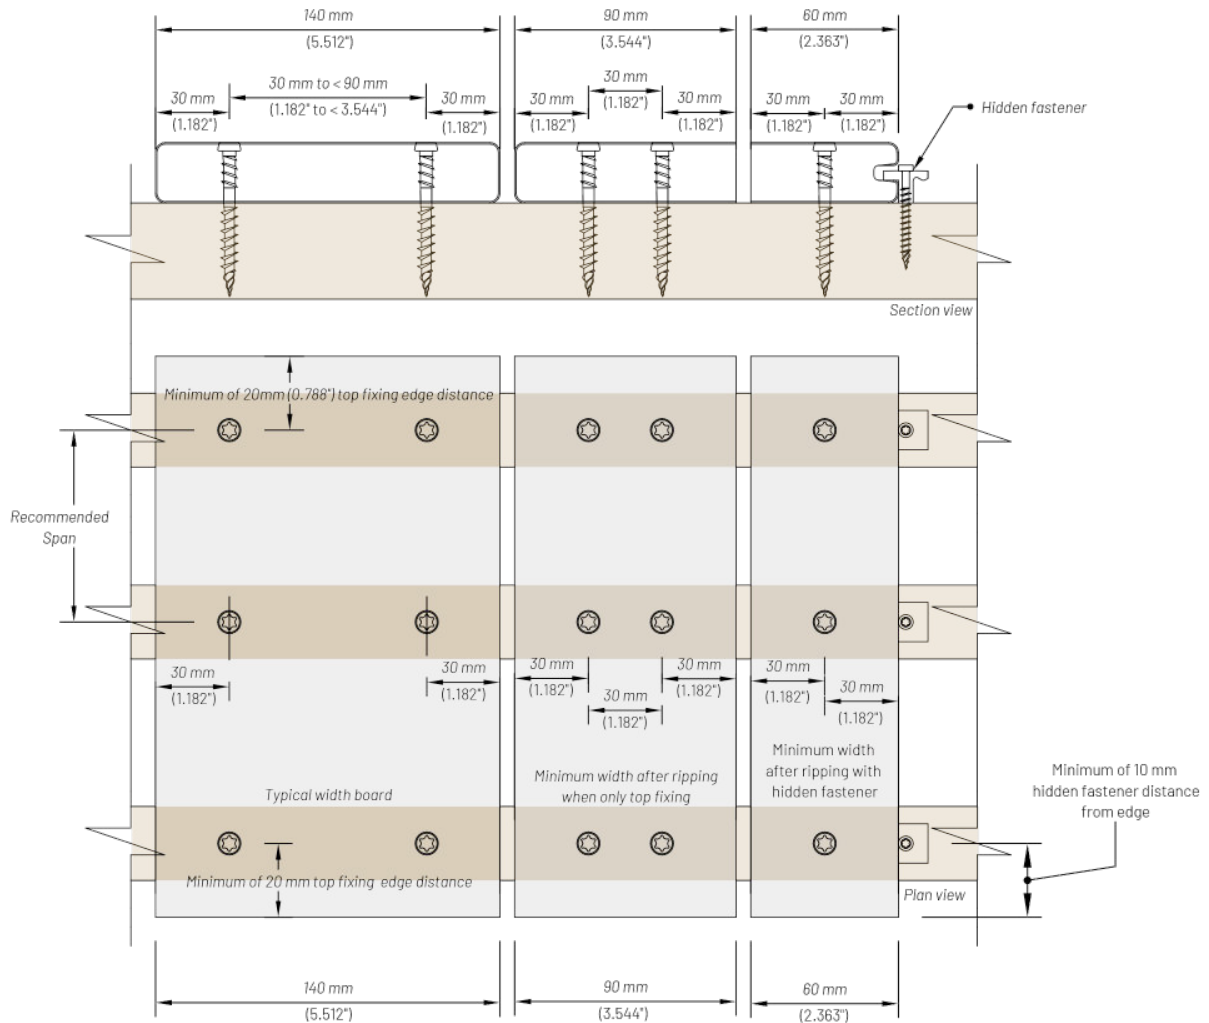 140 mm
(5.512")
90 mm
(3.544")
60 mm
(2.363")
30 mm to < 90 mm
(1.182" to < 3.544")
30 mm
(1.182")
30 mm
(1.182")
30 mm
(1.182")
30 mm
(1.182")
30 mm
(1.182")
30 mm
(1.182")
30 mm
(1.182")
Hidden fastener
Section view
Minimum of 20mm (0.788") top fixing edge distance
Recommended
Span
30 mm
(1.182")
30 mm
(1.182")
30 mm
(1.182")
30 mm
(1.182")
30 mm
(1.182")
30 mm
(1.182")
30 mm
(1.182")
Typical width board
Minimum width after ripping
when only top fixing
Minimum width
after ripping with
hidden fastener
Minimum of 10 mm
hidden fastener distance
from edge
Minimum of 20 mm top fixing edge distance
Plan view
140 mm
(5.512")
90 mm
(3.544")
60 mm
(2.363")